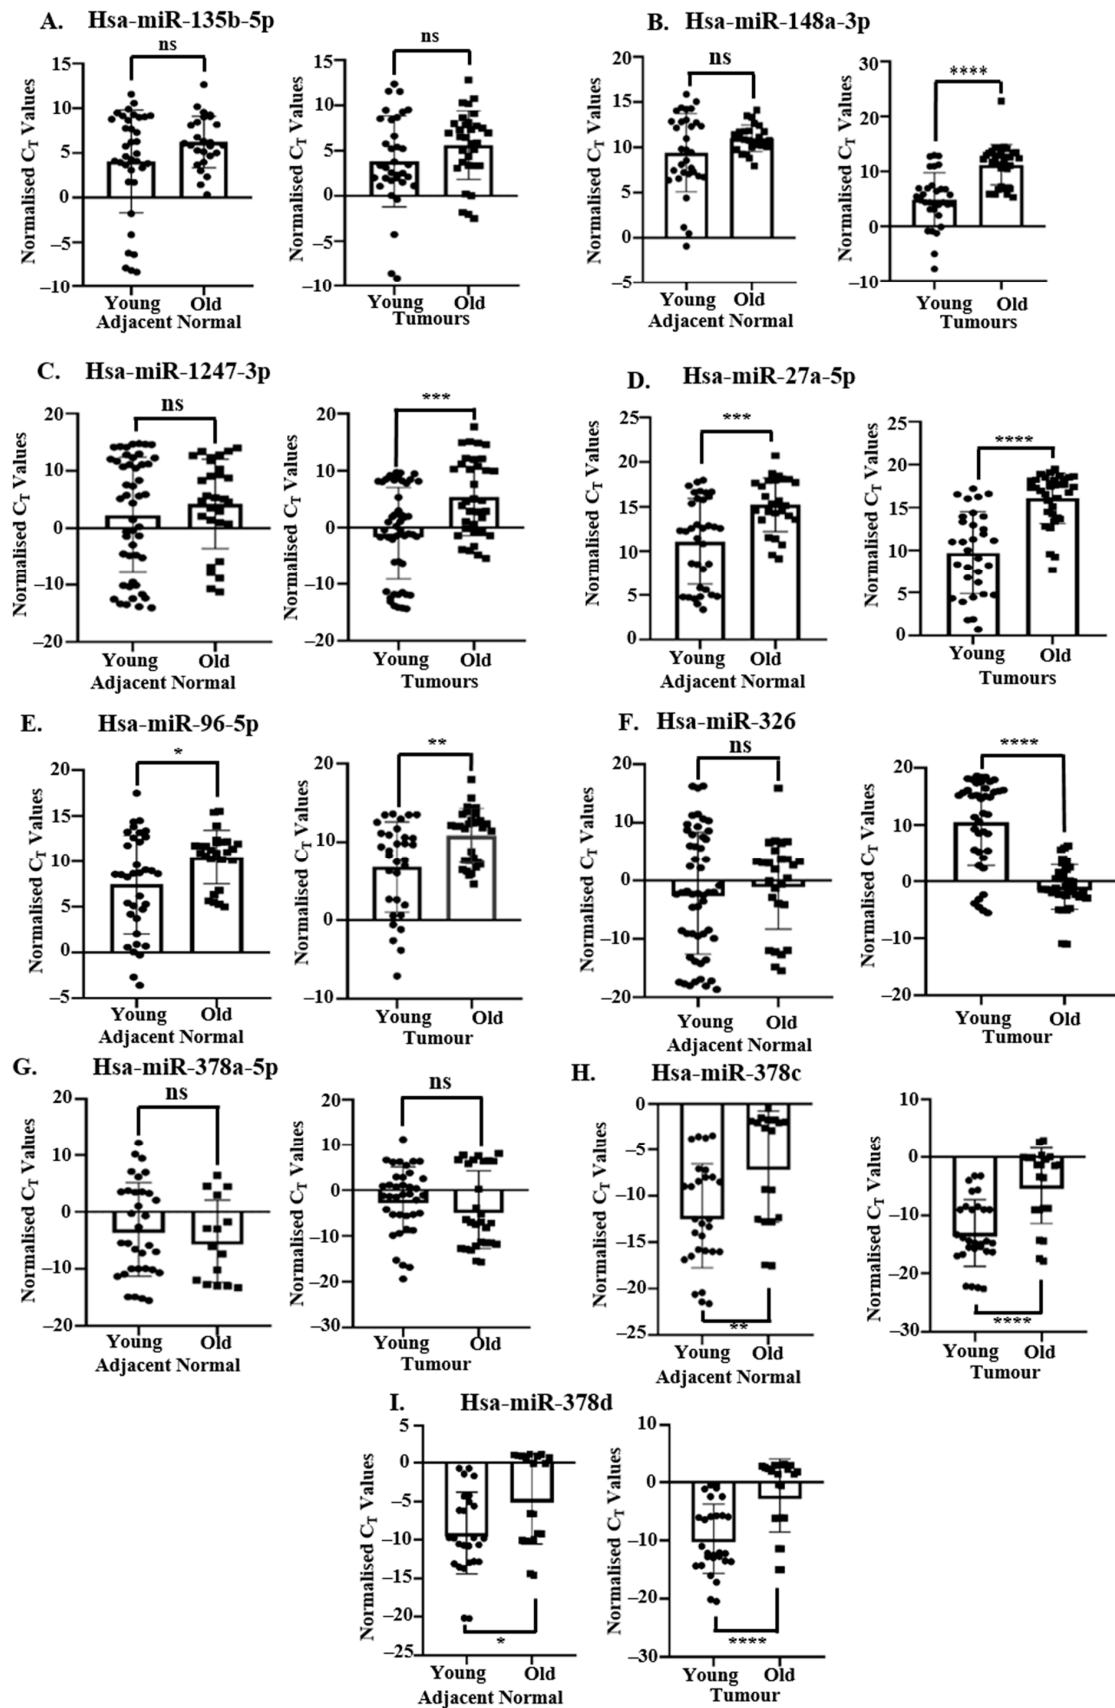 A. Hsa-miR-135b-5p
ns
Normalised CT Values
15
10
5
0
–5
–10
Young Old
Adjacent Normal
ns
Normalised CT Values
15
10
5
0
–5
–10
Young Old
Tumours
B. Hsa-miR-148a-3p
ns
Normalised CT Values
20
15
10
5
0
–5
Young Old
Adjacent Normal
****
Normalised CT Values
30
20
10
0
–10
Young Old
Tumours
C. Hsa-miR-1247-3p
ns
Normalised CT Values
20
10
0
–10
–20
Young Old
Adjacent Normal
***
Normalised CT Values
20
10
0
–10
–20
Young Old
Tumours
D. Hsa-miR-27a-5p
***
Normalised CT Values
25
20
15
10
5
0
Young Old
Adjacent Normal
****
Normalised CT Values
25
20
15
10
5
0
Young Old
Tumours
E. Hsa-miR-96-5p
*
Normalised CT Values
20
15
10
5
0
–5
Young Old
Adjacent Normal
**
Normalised CT Values
20
10
0
–10
Young Old
Tumour
F. Hsa-miR-326
ns
Normalised CT Values
20
10
0
–10
–20
Young Old
Adjacent Normal
****
Normalised CT Values
20
10
0
–10
–20
Young Old
Tumour
G. Hsa-miR-378a-5p
ns
Normalised CT Values
20
10
0
–10
–20
Young Old
Adjacent Normal
ns
Normalised CT Values
20
10
0
–10
–20
–30
Young Old
Tumour
H. Hsa-miR-378c
Normalised CT Values
0
–5
–10
–15
–20
–25
**
Young Old
Adjacent Normal
Normalised CT Values
10
0
–10
–20
–30
****
Young Old
Tumour
I. Hsa-miR-378d
Normalised CT Values
5
0
–5
–10
–15
–20
–25
*
Young Old
Adjacent Normal
Normalised CT Values
10
0
–10
–20
–30
****
Young Old
Tumour